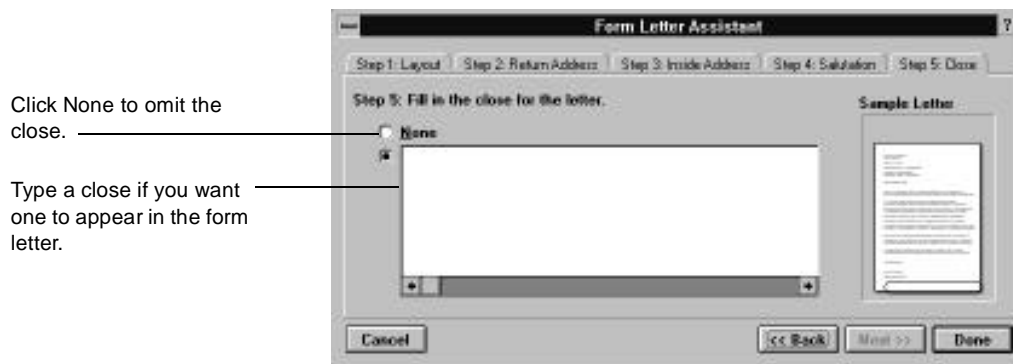 Form Letter Assistant ?
Step 1: Layout Step 2: Return Address Step 3: Inside Address Step 4: Salutation Step 5: Close
Click None to omit the
close.
Type a close if you want
one to appear in the form
letter.
Step 5: Fill in the close for the letter.
None
Sample Letter
Cancel << Back Next >> Done